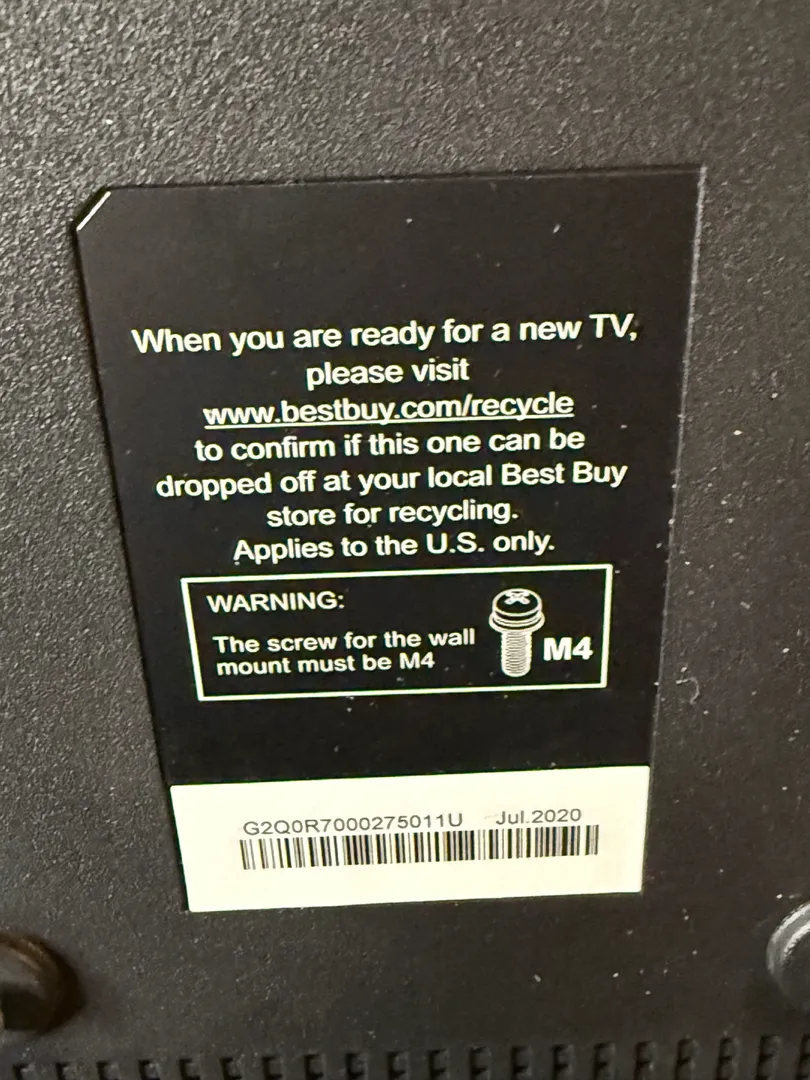 When you are ready for a new TV,
please visit
www.bestbuy.com/recycle
to confirm if this one can be
dropped off at your local Best Buy
store for recycling.
Applies to the U.S. only.
WARNING:
The screw for the wall
mount must be M4
M4
G2Q0R7000275011U Jul.2020